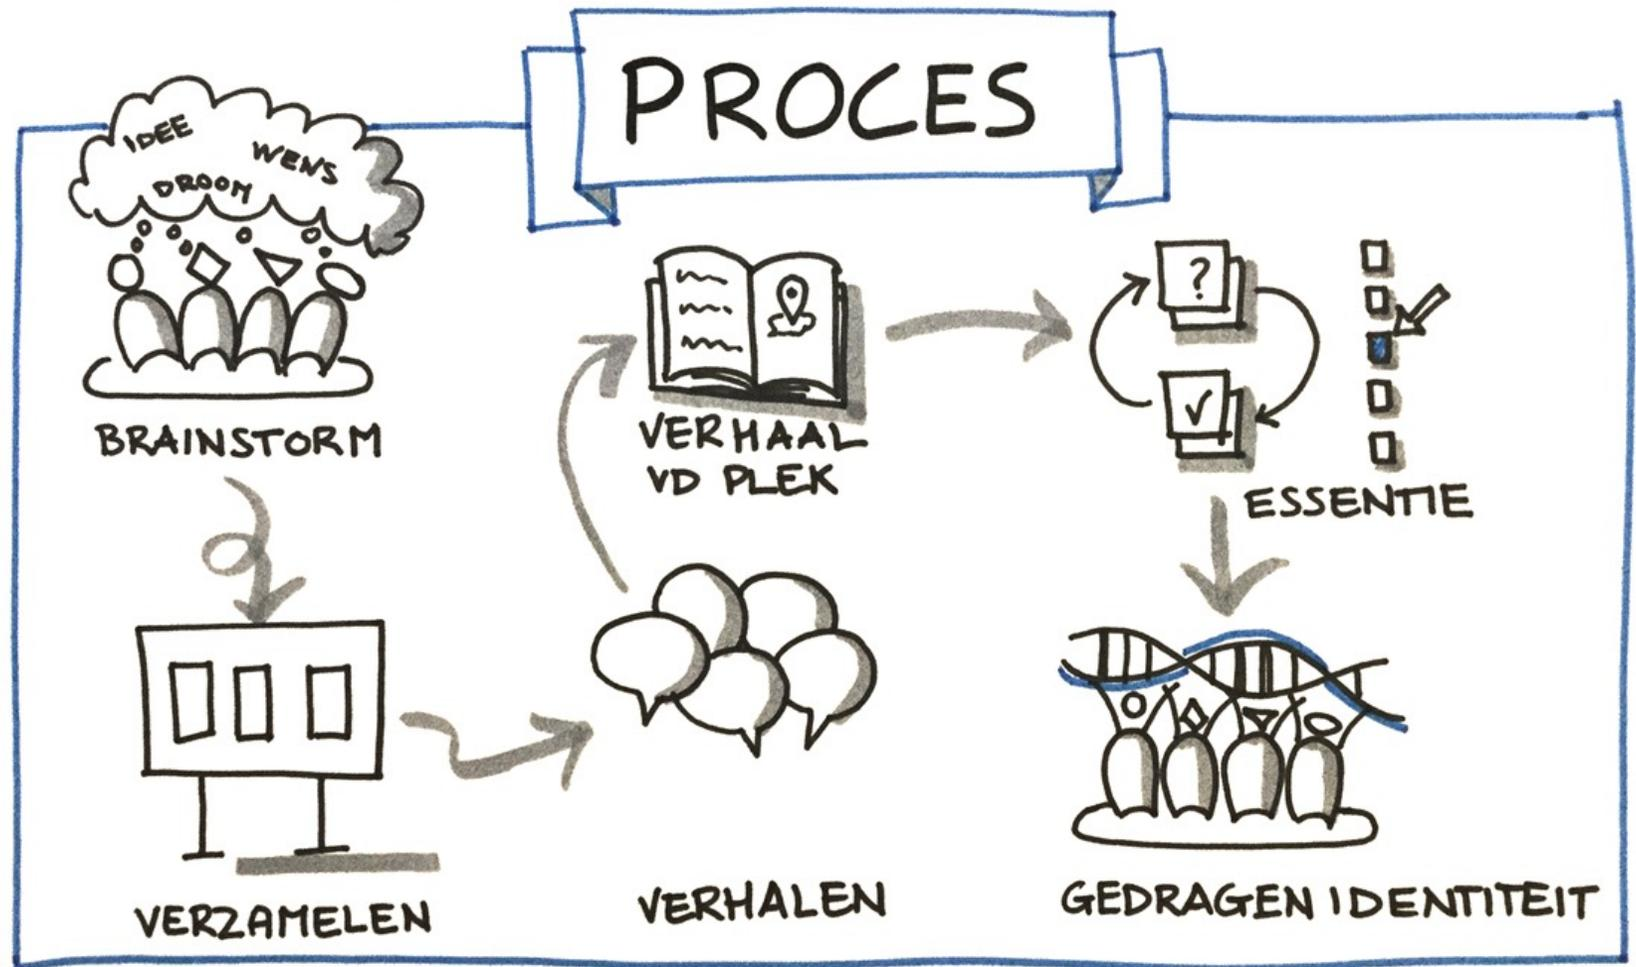 PROCES
IDEE
WENS
DROOM
BRAINSTORM
VERZAMELEN
VERHALEN
VERHAAL
VD PLEK
?
ESSENTIE
GEDRAGEN IDENTITEIT